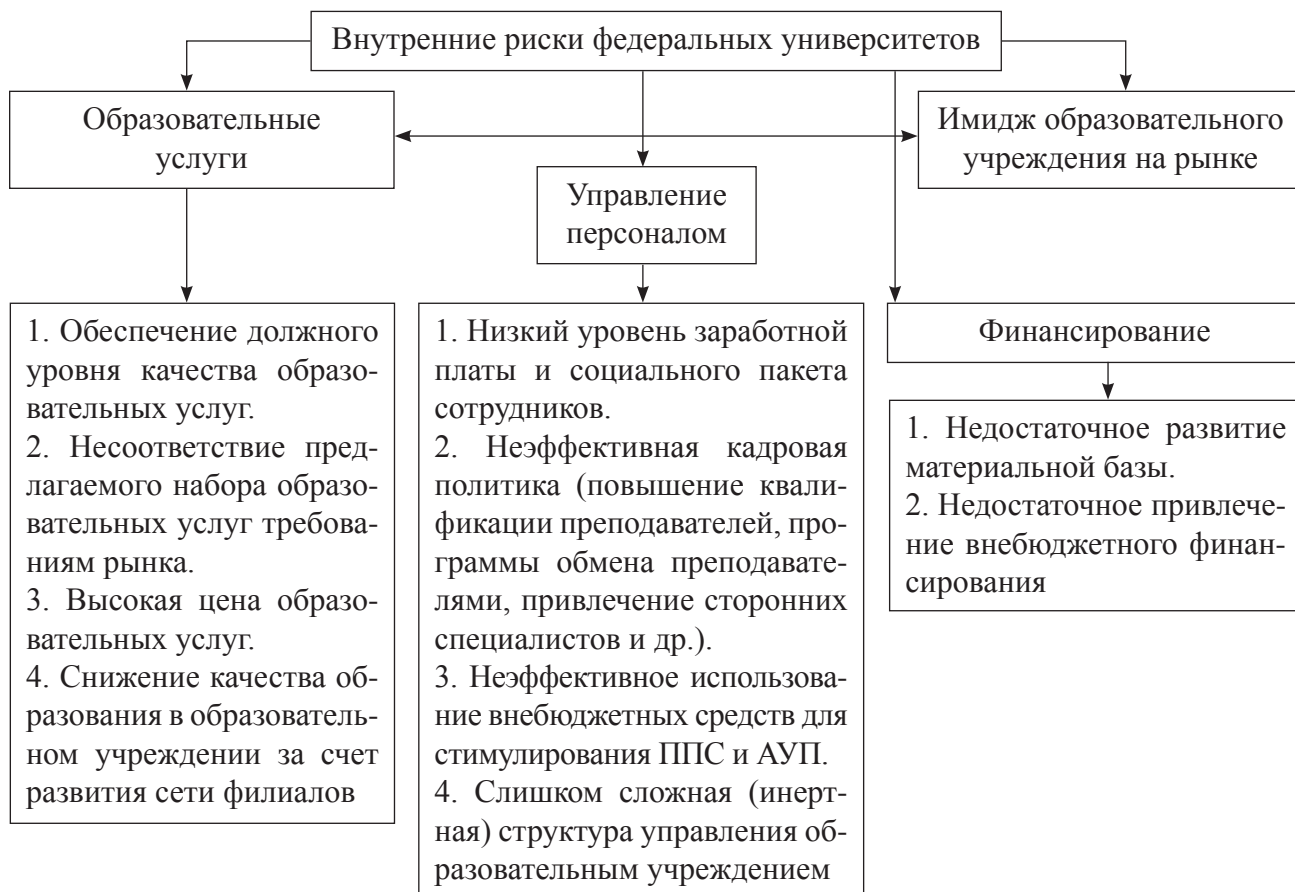 Внутренние риски федеральных университетов
Образовательные
услуги
Имидж образовательного
учреждения на рынке
Управление
персоналом
1. Обеспечение должного
уровня качества образо-
вательных услуг.
2. Несоответствие пред-
лагаемого набора образо-
вательных услуг требова-
ниям рынка.
3. Высокая цена образо-
вательных услуг.
4. Снижение качества об-
разования в образователь-
ном учреждении за счет
развития сети филиалов
1. Низкий уровень заработной
платы и социального пакета
сотрудников.
2. Неэффективная кадровая
политика (повышение квали-
фикации преподавателей, про-
граммы обмена преподавате-
лями, привлечение сторонних
специалистов и др.).
3. Неэффективное использова-
ние внебюджетных средств для
стимулирования ППС и АУП.
4. Слишком сложная (инерт-
ная) структура управления об-
разовательным учреждением
Финансирование
1. Недостаточное развитие
материальной базы.
2. Недостаточное привлече-
ние внебюджетного финан-
сирования